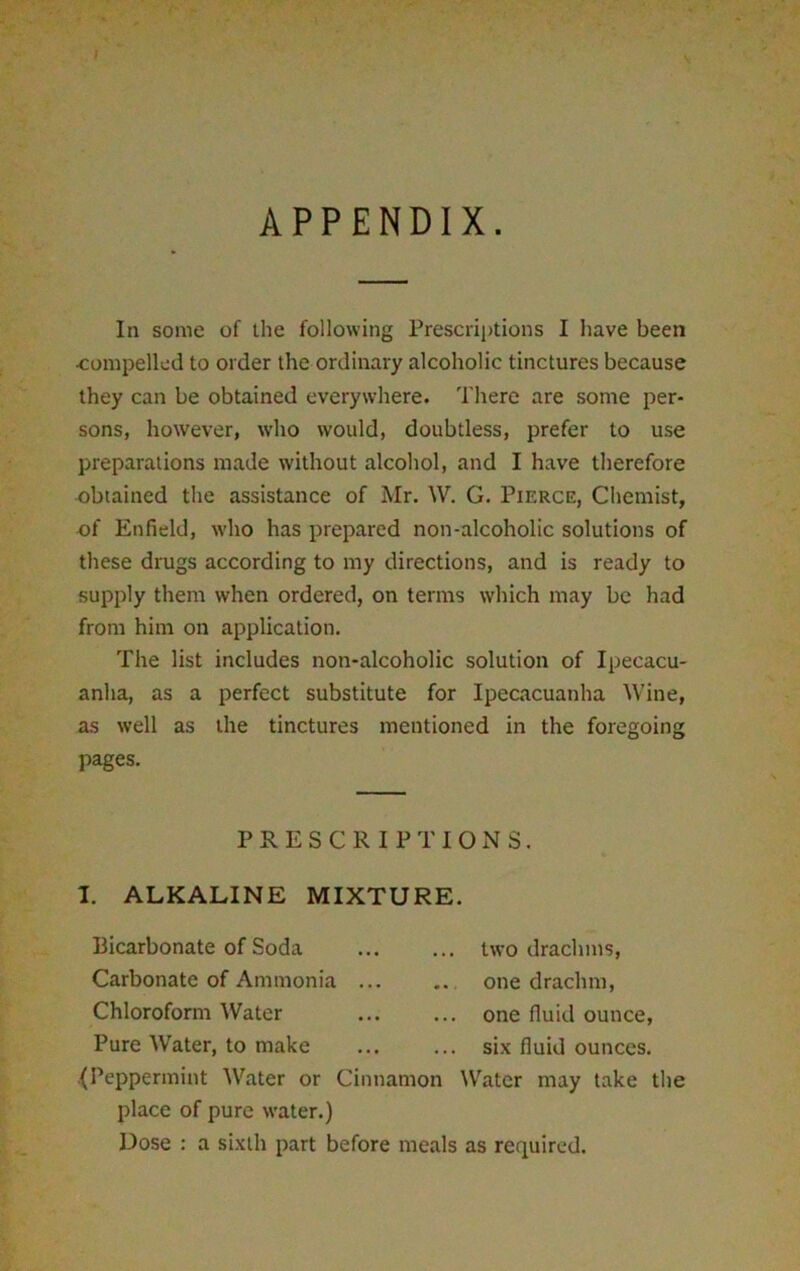 APPENDIX.
In some of the following Prescriptions I have been
compelled to order the ordinary alcoholic tinctures because
they can be obtained everywhere. There are some per-
sons, however, who would, doubtless, prefer to use
preparations made without alcohol, and I have therefore
obtained the assistance of Mr. W. G. PIERCE, Chemist,
of Enfield, who has prepared non-alcoholic solutions of
these drugs according to my directions, and is ready to
supply them when ordered, on terms which may be had
from him on application.
The list includes non-alcoholic solution of Ipecacu-
anha, as a perfect substitute for Ipecacuanha Wine,
as well as the tinctures mentioned in the foregoing
pages.
PRESCRIPTIONS.
I. ALKALINE MIXTURE.
Bicarbonate of Soda ... ... two drachms,
Carbonate of Ammonia ... .. one drachm,
Chloroform Water ... ... one fluid ounce,
Pure Water, to make ... ... six fluid ounces.
(Peppermint Water or Cinnamon Water may take the
place of pure water.)
Dose : a sixth part before meals as required.